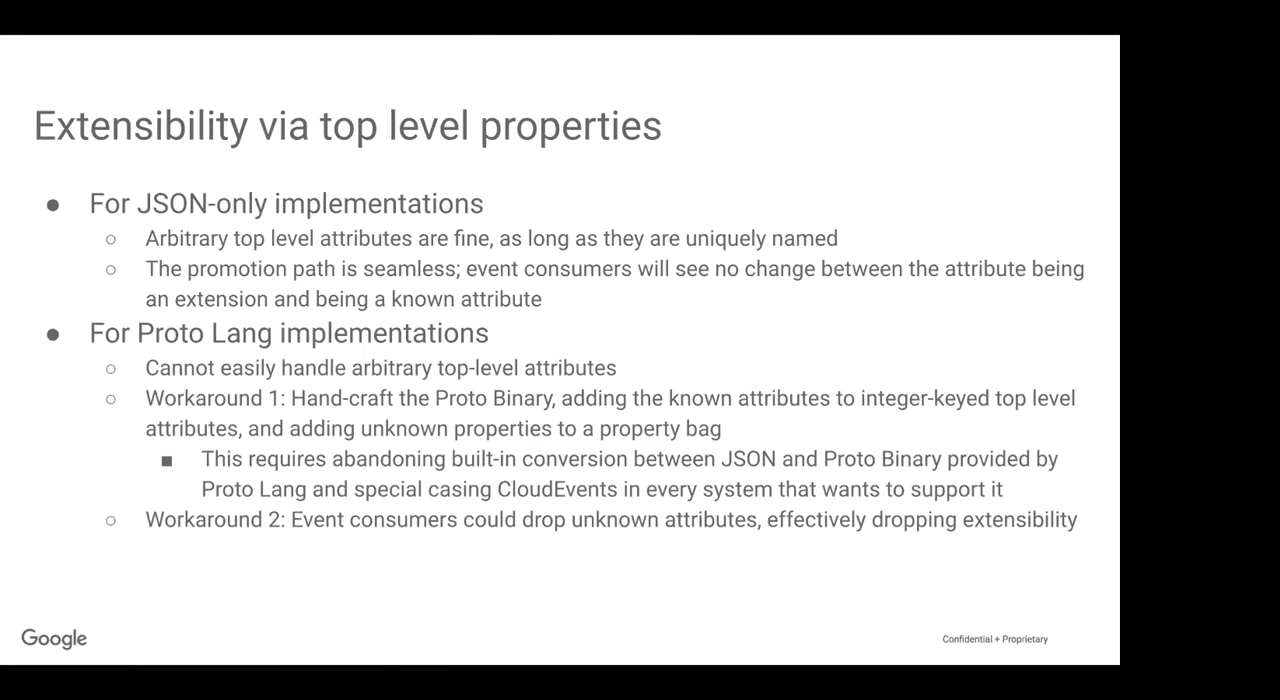 Extensibility via top level properties
● For JSON-only implementations
○ Arbitrary top level attributes are fine, as long as they are uniquely named
○ The promotion path is seamless; event consumers will see no change between the attribute being
an extension and being a known attribute
● For Proto Lang implementations
○ Cannot easily handle arbitrary top-level attributes
○ Workaround 1: Hand-craft the Proto Binary, adding the known attributes to integer-keyed top level
attributes, and adding unknown properties to a property bag
■ This requires abandoning built-in conversion between JSON and Proto Binary provided by
Proto Lang and special casing CloudEvents in every system that wants to support it
○ Workaround 2: Event consumers could drop unknown attributes, effectively dropping extensibility
Google
Confidential + Proprietary